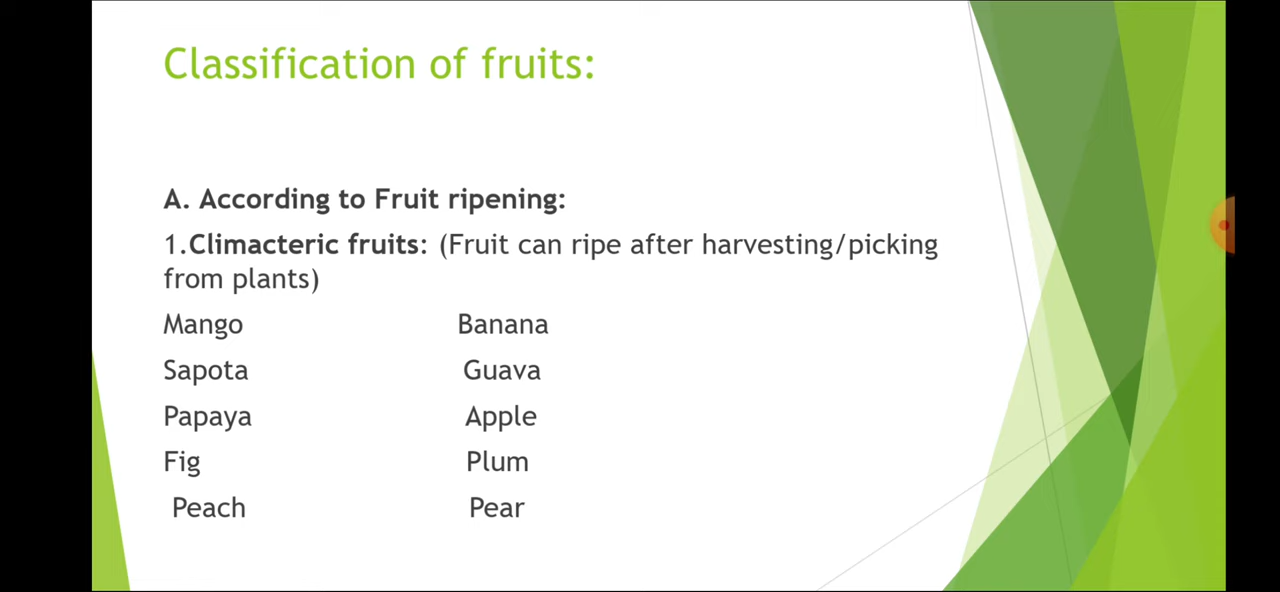 Classification of fruits:
A. According to Fruit ripening:
1.Climacteric fruits: (Fruit can ripe after harvesting/picking
from plants)
Mango Banana
Sapota Guava
Papaya Apple
Fig Plum
Peach Pear